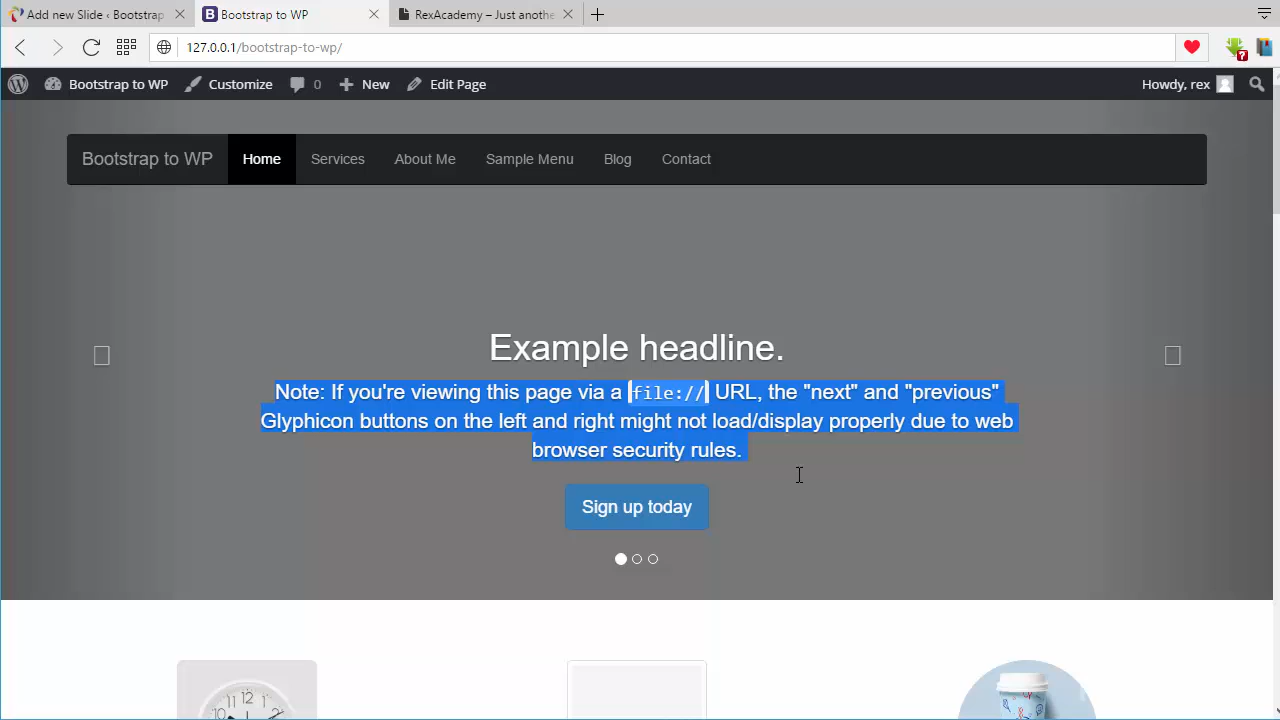 Add new Slide ‹ Bootstrap
Bootstrap to WP
RexAcademy – Just anothe
127.0.0.1/bootstrap-to-wp/
Bootstrap to WP Customize 0 New Edit Page Howdy, rex
Bootstrap to WP Home Services About Me Sample Menu Blog Contact
Example headline.
Note: If you're viewing this page via a file:// URL, the "next" and "previous"
Glyphicon buttons on the left and right might not load/display properly due to web
browser security rules.
Sign up today